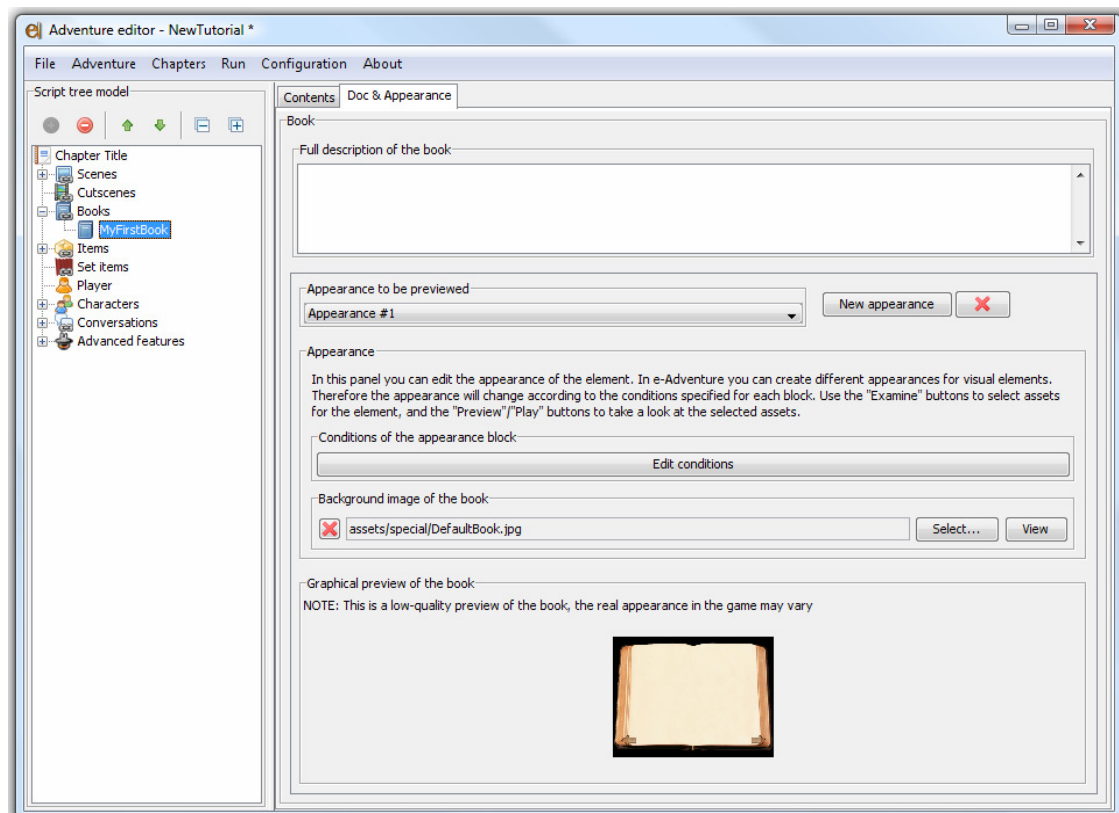 Adventure editor - NewTutorial *
File Adventure Chapters Run Configuration About
Script tree model
Chapter Title
Scenes
Cutscenes
Books
MyFirstBook
Items
Set items
Player
Characters
Conversations
Advanced features
Contents Doc & Appearance
Book
Full description of the book
Appearance to be previewed
Appearance #1
New appearance
Appearance
In this panel you can edit the appearance of the element. In e-Adventure you can create different appearances for visual elements.
Therefore the appearance will change according to the conditions specified for each block. Use the "Examine" buttons to select assets
for the element, and the "Preview"/"Play" buttons to take a look at the selected assets.
Conditions of the appearance block
Edit conditions
Background image of the book
assets/special/DefaultBook.jpg
Select...
View
Graphical preview of the book
NOTE: This is a low-quality preview of the book, the real appearance in the game may vary